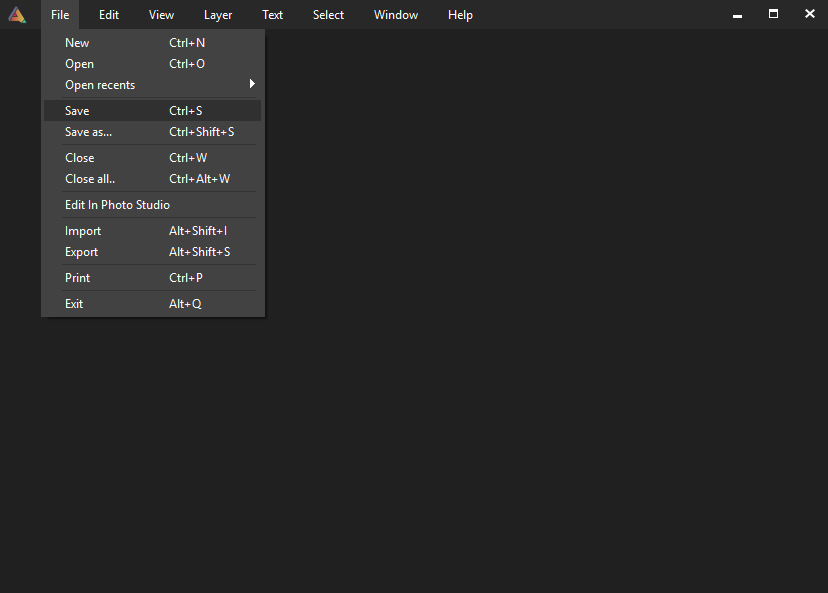 File Edit View Layer Text Select Window Help
New Ctrl+N
Open Ctrl+O
Open recents
Save Ctrl+S
Save as... Ctrl+Shift+S
Close Ctrl+W
Close all.. Ctrl+Alt+W
Edit In Photo Studio
Import Alt+Shift+I
Export Alt+Shift+S
Print Ctrl+P
Exit Alt+Q